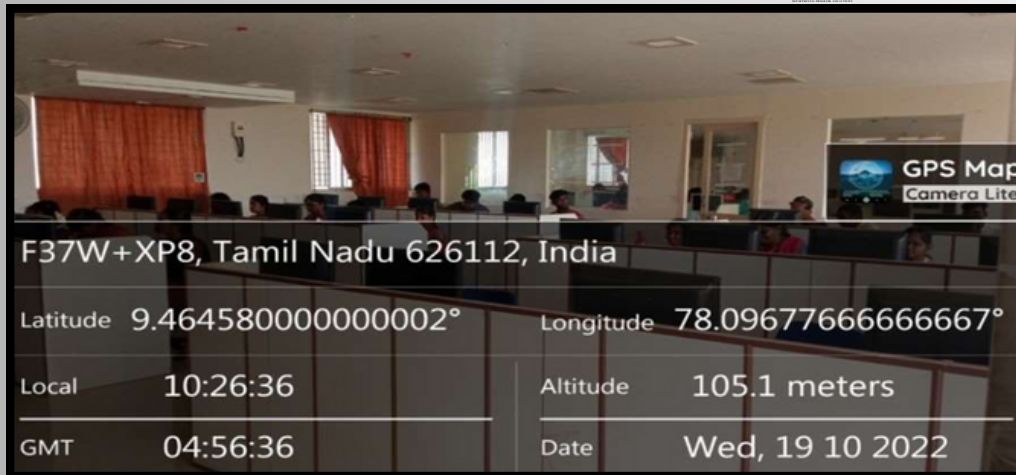 GPS Map
Camera Lite
F37W+XP8, Tamil Nadu 626112, India
Latitude 9.464580000000002° Longitude 78.09677666666667°
Local 10:26:36 Altitude 105.1 meters
GMT 04:56:36 Date Wed, 19 10 2022